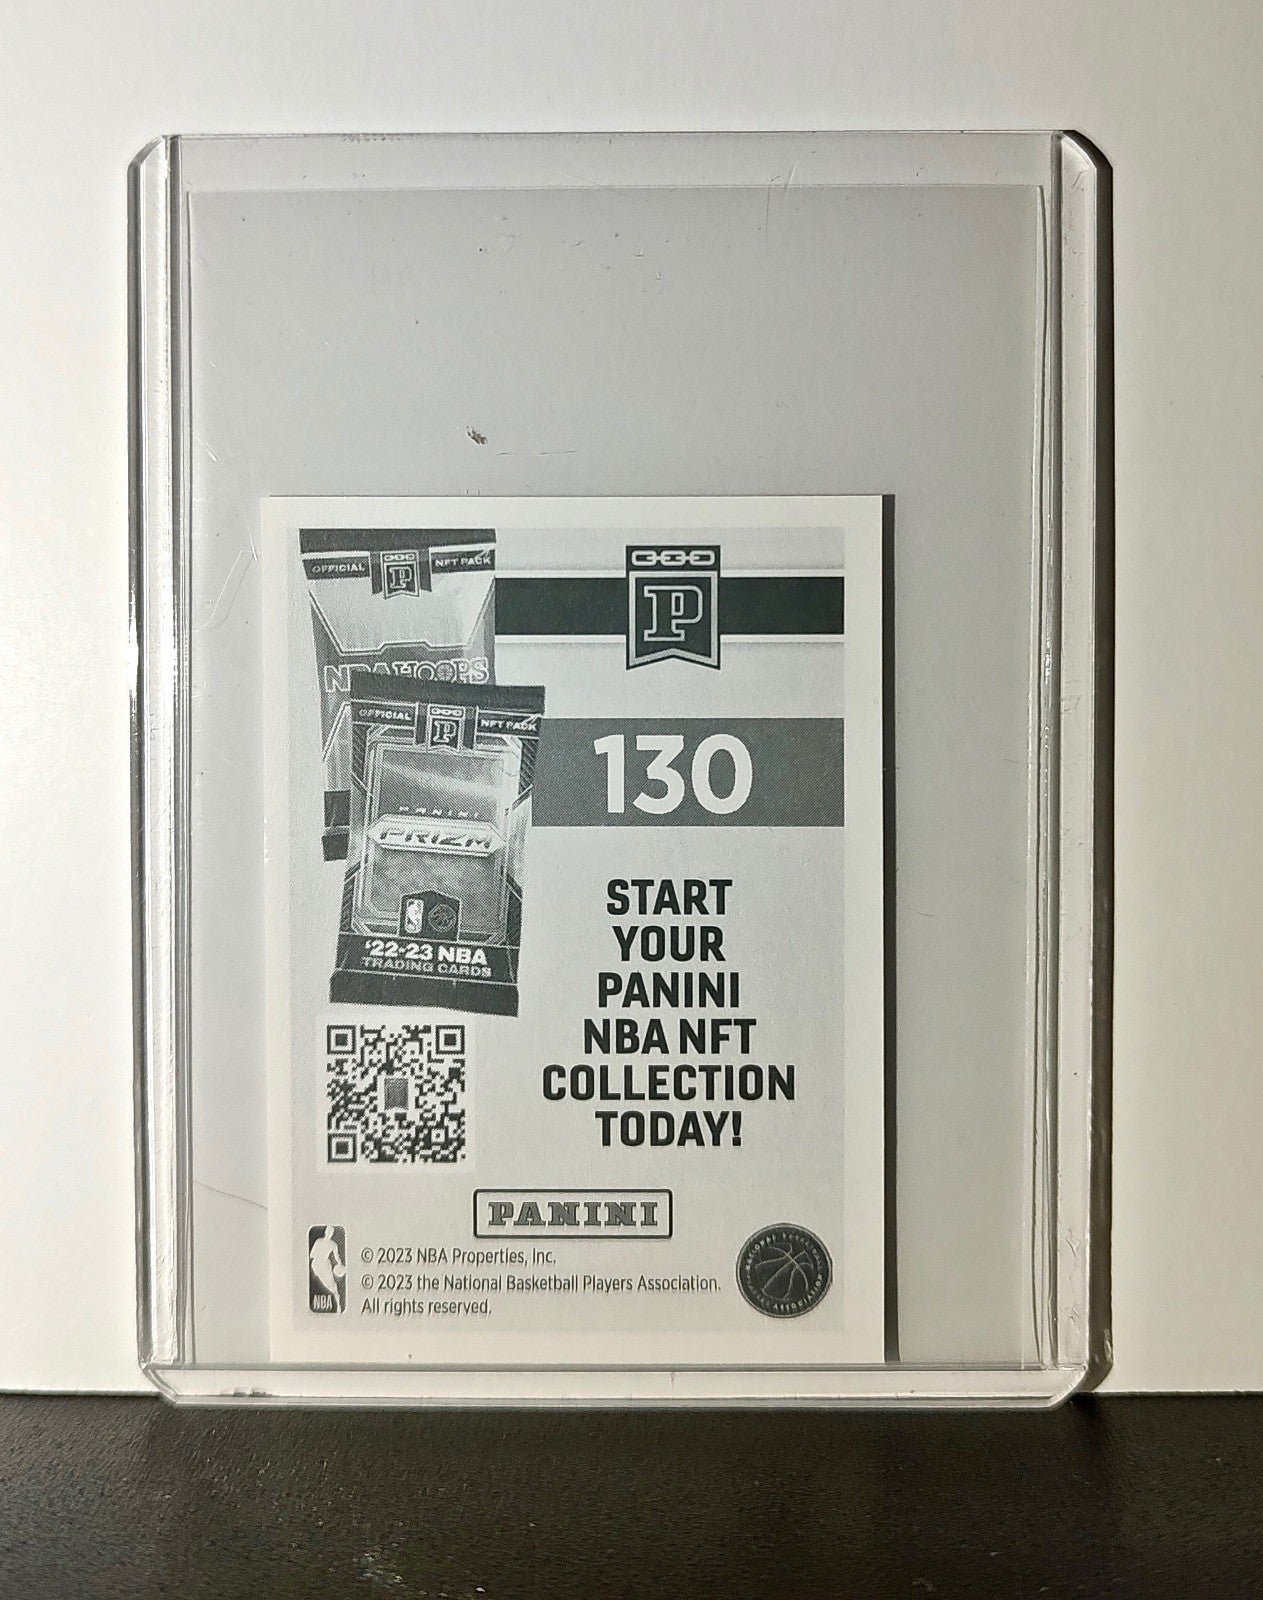 OFFICIAL
P
NFT PACK
NBA HOOPS
OFFICIAL
P
NFT PACK
PANINI
PRIZM
'22-23 NBA
TRADING CARDS
P
130
START
YOUR
PANINI
NBA NFT
COLLECTION
TODAY!
PANINI
NBA
© 2023 NBA Properties, Inc.
© 2023 the National Basketball Players Association.
All rights reserved.